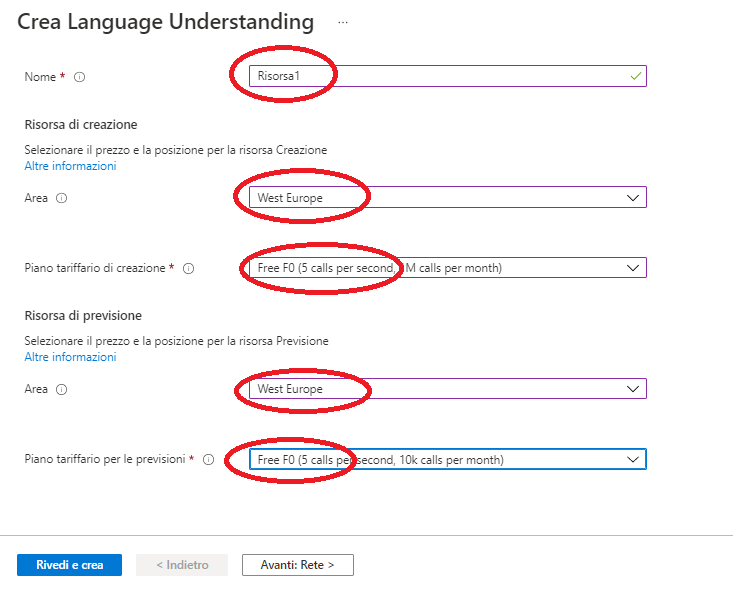 Crea Language Understanding ...
Nome *
Risorsa1
Risorsa di creazione
Selezionare il prezzo e la posizione per la risorsa Creazione
Altre informazioni
Area
West Europe
Piano tariffario di creazione *
Free F0 (5 calls per second, M calls per month)
Risorsa di previsione
Selezionare il prezzo e la posizione per la risorsa Previsione
Altre informazioni
Area
West Europe
Piano tariffario per le previsioni *
Free F0 (5 calls per second, 10k calls per month)
Rivedi e crea
< Indietro
Avanti: Rete >